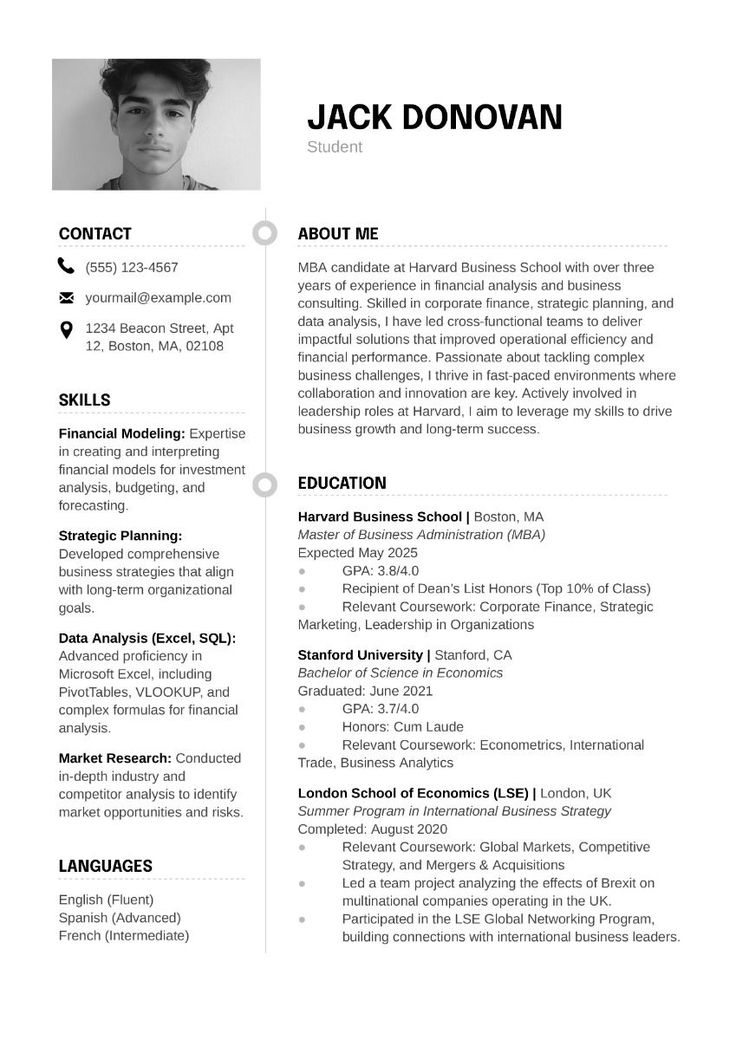 JACK DONOVAN
Student
CONTACT
(555) 123-4567
yourmail@example.com
1234 Beacon Street, Apt
12, Boston, MA, 02108
SKILLS
Financial Modeling: Expertise
in creating and interpreting
financial models for investment
analysis, budgeting, and
forecasting.
Strategic Planning:
Developed comprehensive
business strategies that align
with long-term organizational
goals.
Data Analysis (Excel, SQL):
Advanced proficiency in
Microsoft Excel, including
PivotTables, VLOOKUP, and
complex formulas for financial
analysis.
Market Research: Conducted
in-depth industry and
competitor analysis to identify
market opportunities and risks.
LANGUAGES
English (Fluent)
Spanish (Advanced)
French (Intermediate)
ABOUT ME
MBA candidate at Harvard Business School with over three
years of experience in financial analysis and business
consulting. Skilled in corporate finance, strategic planning, and
data analysis, I have led cross-functional teams to deliver
impactful solutions that improved operational efficiency and
financial performance. Passionate about tackling complex
business challenges, I thrive in fast-paced environments where
collaboration and innovation are key. Actively involved in
leadership roles at Harvard, I aim to leverage my skills to drive
business growth and long-term success.
EDUCATION
Harvard Business School | Boston, MA
Master of Business Administration (MBA)
Expected May 2025
● GPA: 3.8/4.0
● Recipient of Dean’s List Honors (Top 10% of Class)
● Relevant Coursework: Corporate Finance, Strategic
Marketing, Leadership in Organizations
Stanford University | Stanford, CA
Bachelor of Science in Economics
Graduated: June 2021
● GPA: 3.7/4.0
● Honors: Cum Laude
● Relevant Coursework: Econometrics, International
Trade, Business Analytics
London School of Economics (LSE) | London, UK
Summer Program in International Business Strategy
Completed: August 2020
● Relevant Coursework: Global Markets, Competitive
Strategy, and Mergers & Acquisitions
● Led a team project analyzing the effects of Brexit on
multinational companies operating in the UK.
● Participated in the LSE Global Networking Program,
building connections with international business leaders.